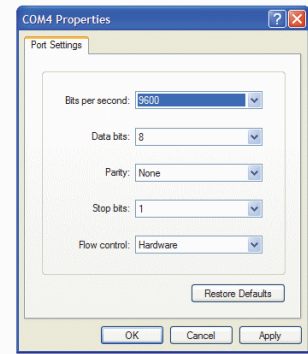 COM4 Properties
Port Settings
Bits per second: 9600
Data bits: 8
Parity: None
Stop bits: 1
Flow control: Hardware
Restore Defaults
OK Cancel Apply